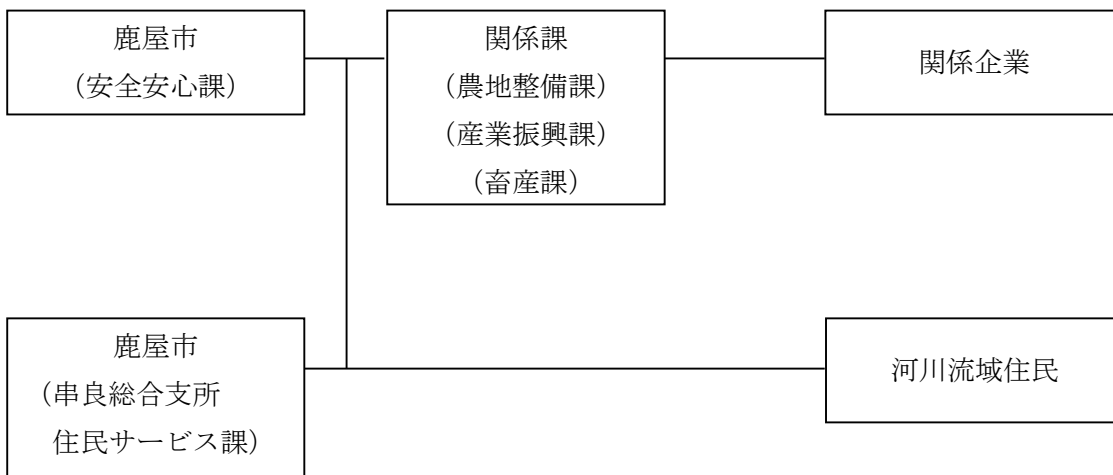 鹿屋市
（安全安心課）
関係課
（農地整備課）
（産業振興課）
（畜産課）
関係企業
鹿屋市
（串良総合支所
住民サービス課）
河川流域住民